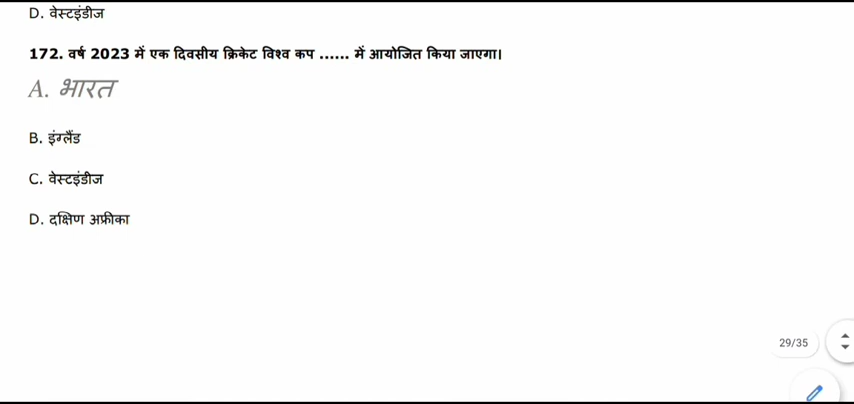 D. वेस्टइंडीज
172. वर्ष 2023 में एक दिवसीय क्रिकेट विश्व कप ...... में आयोजित किया जाएगा।
A. भारत
B. इंग्लैंड
C. वेस्टइंडीज
D. दक्षिण अफ्रीका
29/35